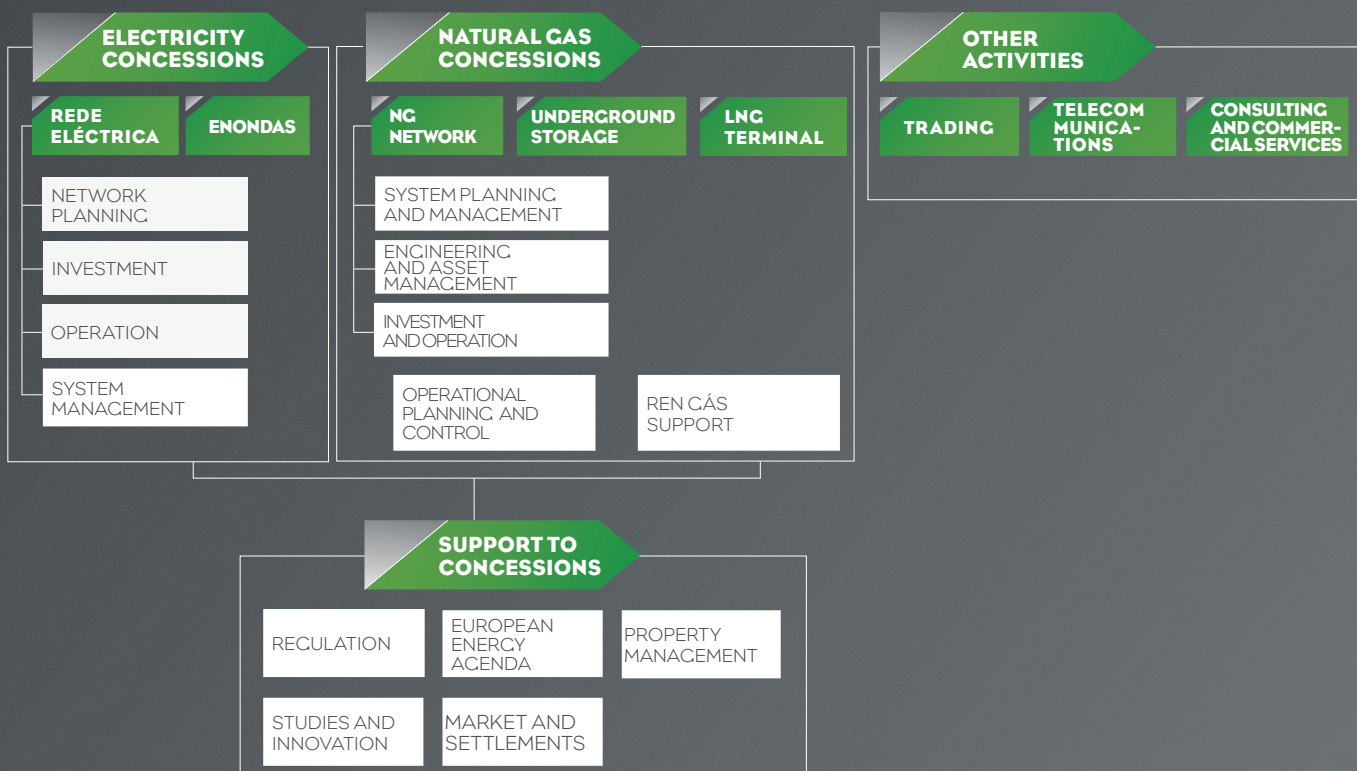 ELECTRICITY
CONCESSIONS
REDE
ELÉCTRICA
ENONDAS
NETWORK
PLANNING
INVESTMENT
OPERATION
SYSTEM
MANAGEMENT
NATURAL GAS
CONCESSIONS
NG
NETWORK
UNDERGROUND
STORAGE
LNG
TERMINAL
SYSTEM PLANNING
AND MANAGEMENT
ENGINEERING
AND ASSET
MANAGEMENT
INVESTMENT
AND OPERATION
OPERATIONAL
PLANNING AND
CONTROL
REN GÁS
SUPPORT
OTHER
ACTIVITIES
TRADING
TELECOM
MUNICA-
TIONS
CONSULTING
AND COMMER-
CIAL SERVICES
SUPPORT TO
CONCESSIONS
REGULATION
EUROPEAN
ENERGY
AGENDA
PROPERTY
MANAGEMENT
STUDIES AND
INNOVATION
MARKET AND
SETTLEMENTS